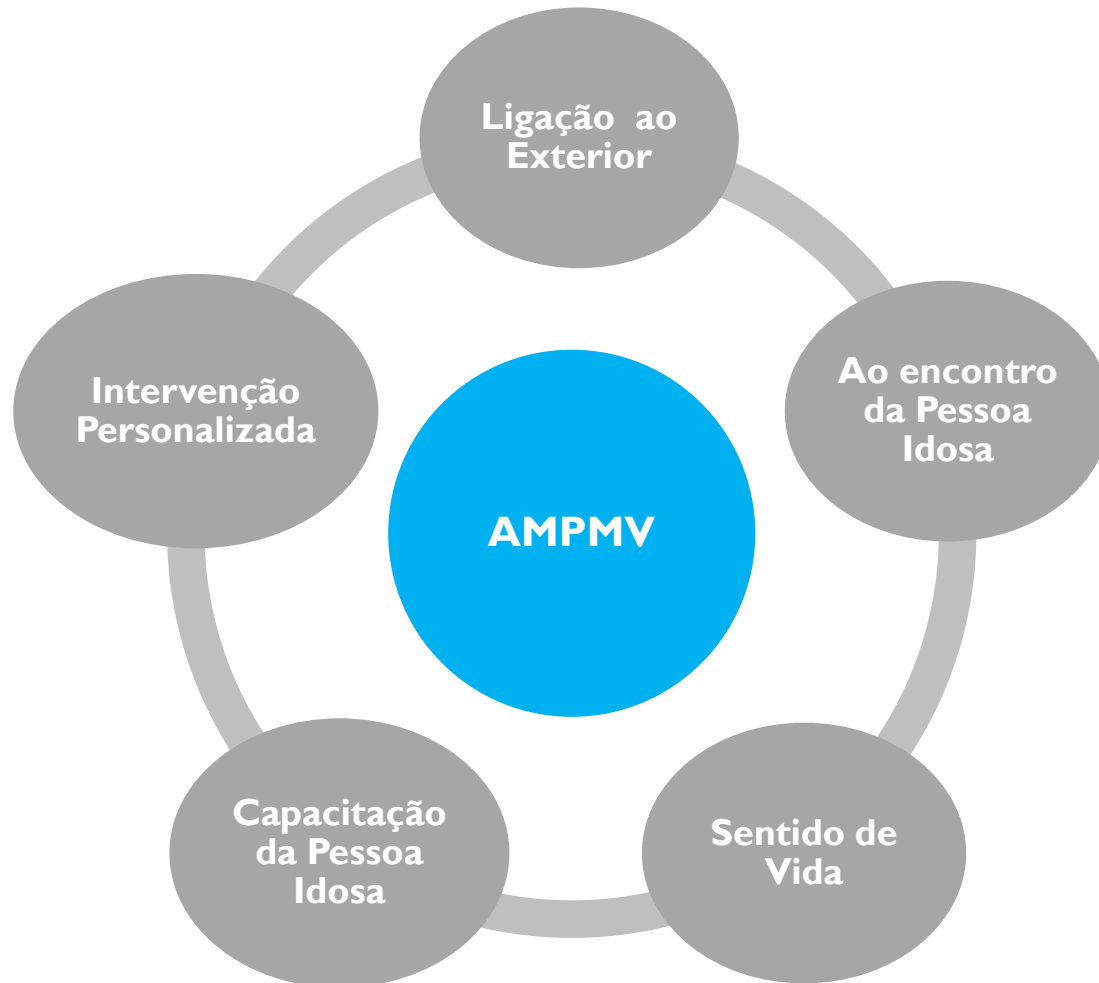 Ligação ao
Exterior
Ao encontro
da Pessoa
Idosa
Sentido de
Vida
Capacitação
da Pessoa
Idosa
Intervenção
Personalizada
AMPMV